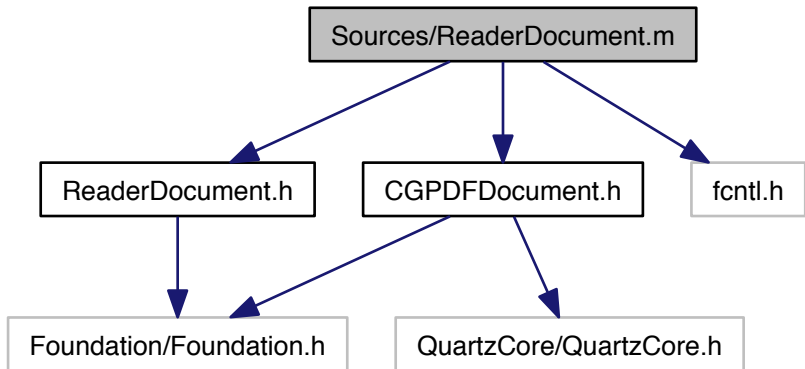 Sources/ReaderDocument.m
ReaderDocument.h
CGPDFDocument.h
fcntl.h
Foundation/Foundation.h
QuartzCore/QuartzCore.h